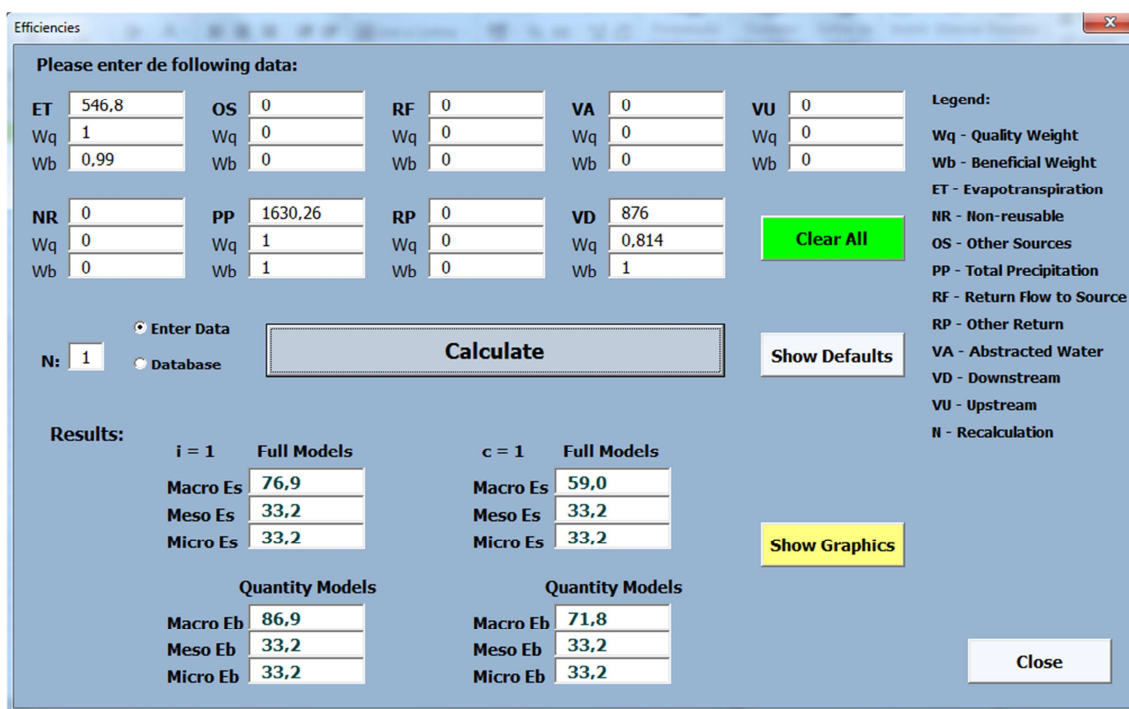 Efficiencies
x
Please enter de following data:
ET 546,8 OS 0 RF 0 VA 0 VU 0
Wq 1 Wq 0 Wq 0 Wq 0 Wq 0
Wb 0,99 Wb 0 Wb 0 Wb 0 Wb 0
NR 0 PP 1630,26 RP 0 VD 876
Wq 0 Wq 1 Wq 0 Wq 0,814
Wb 0 Wb 1 Wb 0 Wb 1
Clear All
Legend:
Wq - Quality Weight
Wb - Beneficial Weight
ET - Evapotranspiration
NR - Non-reusable
OS - Other Sources
PP - Total Precipitation
RF - Return Flow to Source
RP - Other Return
VA - Abstracted Water
VD - Downstream
VU - Upstream
N - Recalculation
N: 1
Enter Data
Database
Calculate
Show Defaults
Results:
i = 1 Full Models c = 1 Full Models
Macro Es 76,9 Macro Es 59,0
Meso Es 33,2 Meso Es 33,2
Micro Es 33,2 Micro Es 33,2
Show Graphics
Quantity Models Quantity Models
Macro Eb 86,9 Macro Eb 71,8
Meso Eb 33,2 Meso Eb 33,2
Micro Eb 33,2 Micro Eb 33,2
Close